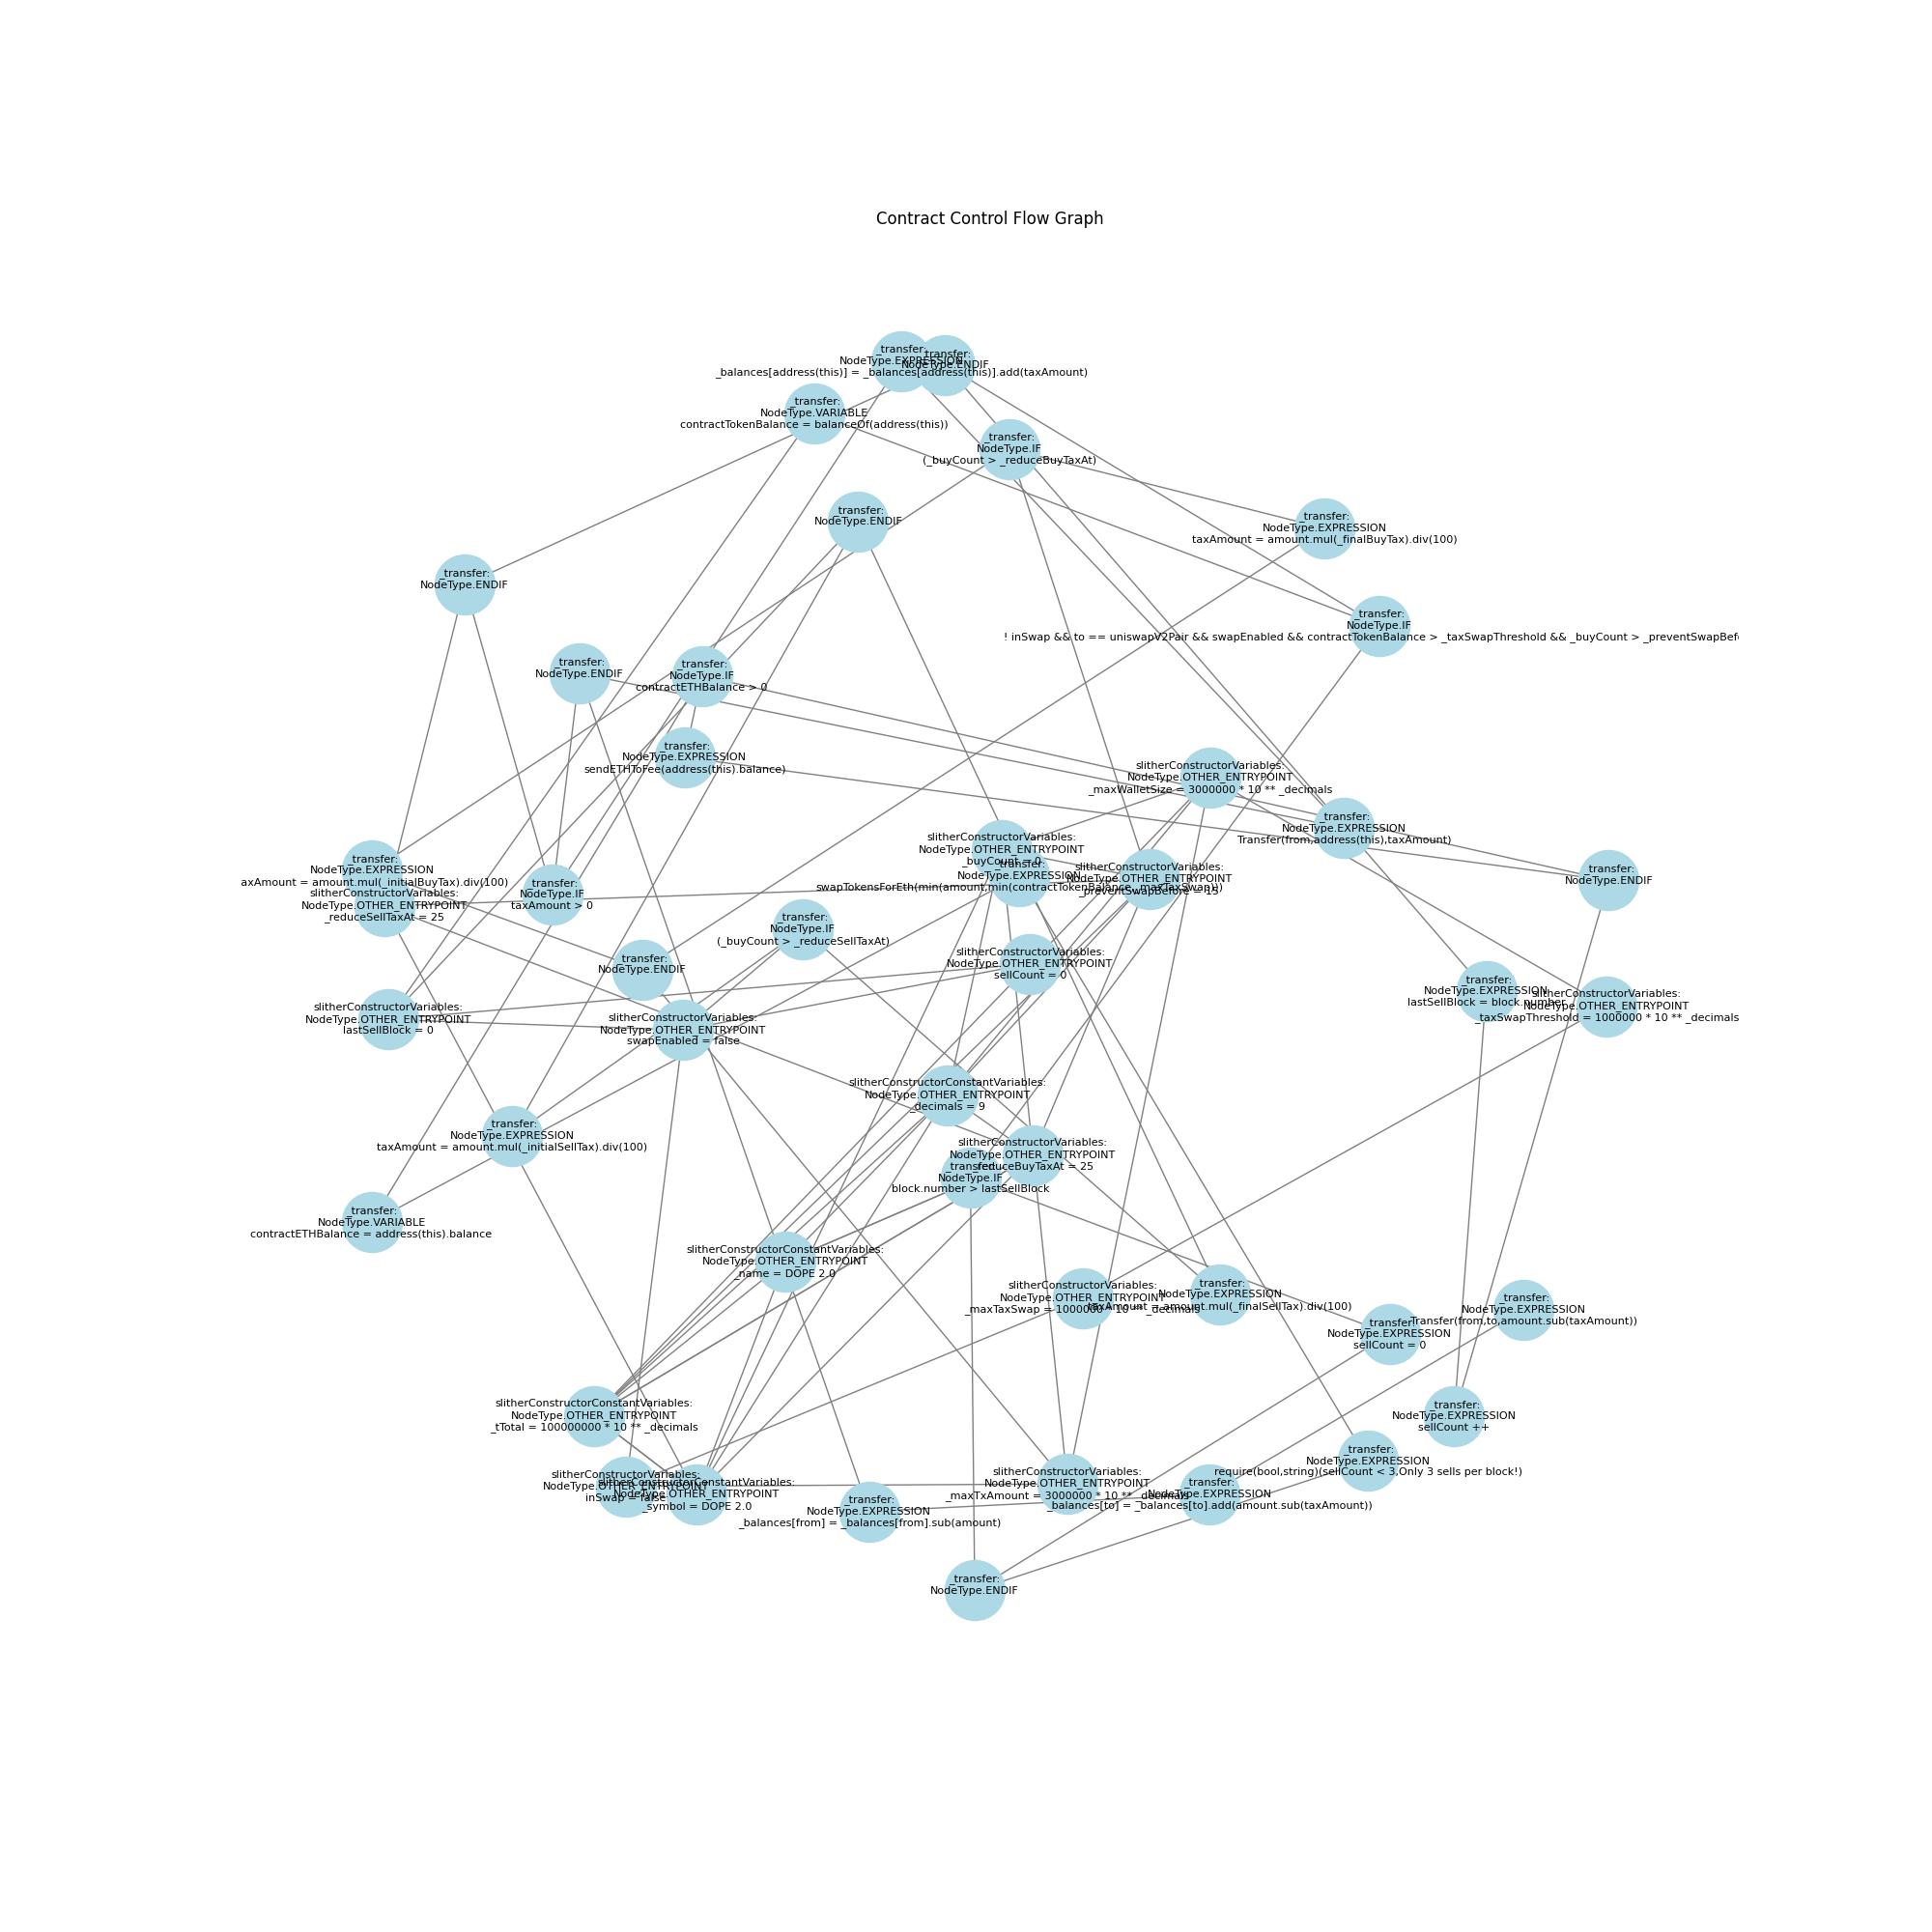 Contract Control Flow Graph
_transfer:
NodeType.EXPRESSION
_balances[address(this)] = _balances[address(this)].add(taxAmount)
_transfer:
NodeType.ENDIF
_transfer:
NodeType.VARIABLE
contractTokenBalance = balanceOf(address(this))
_transfer:
NodeType.IF
(_buyCount > _reduceBuyTaxAt)
_transfer:
NodeType.ENDIF
_transfer:
NodeType.EXPRESSION
taxAmount = amount.mul(_finalBuyTax).div(100)
_transfer:
NodeType.ENDIF
_transfer:
NodeType.IF
! inSwap && to == uniswapV2Pair && swapEnabled && contractTokenBalance > _taxSwapThreshold && _buyCount > _preventSwapBef
_transfer:
NodeType.ENDIF
_transfer:
NodeType.IF
contractETHBalance > 0
_transfer:
NodeType.EXPRESSION
sendETHToFee(address(this).balance)
slitherConstructorVariables:
NodeType.OTHER_ENTRYPOINT
_maxWalletSize = 3000000 * 10 ** _decimals
_transfer:
NodeType.EXPRESSION
Transfer(from,address(this),taxAmount)
slitherConstructorVariables:
NodeType.OTHER_ENTRYPOINT
_buyCount = 0
_transfer:
NodeType.EXPRESSION
swapTokensForEth(min(amount,min(contractTokenBalance,_maxTaxSwap)))
slitherConstructorVariables:
NodeType.OTHER_ENTRYPOINT
_preventSwapBefore = 15
_transfer:
NodeType.ENDIF
_transfer:
NodeType.EXPRESSION
axAmount = amount.mul(_initialBuyTax).div(100)
slitherConstructorVariables:
NodeType.OTHER_ENTRYPOINT
_reduceSellTaxAt = 25
_transfer:
NodeType.IF
taxAmount > 0
_transfer:
NodeType.IF
(_buyCount > _reduceSellTaxAt)
_transfer:
NodeType.ENDIF
slitherConstructorVariables:
NodeType.OTHER_ENTRYPOINT
sellCount = 0
_transfer:
NodeType.EXPRESSION
lastSellBlock = block.number
slitherConstructorVariables:
NodeType.OTHER_ENTRYPOINT
_taxSwapThreshold = 1000000 * 10 ** _decimals
slitherConstructorVariables:
NodeType.OTHER_ENTRYPOINT
lastSellBlock = 0
slitherConstructorVariables:
NodeType.OTHER_ENTRYPOINT
swapEnabled = false
slitherConstructorConstantVariables:
NodeType.OTHER_ENTRYPOINT
_decimals = 9
_transfer:
NodeType.EXPRESSION
taxAmount = amount.mul(_initialSellTax).div(100)
slitherConstructorVariables:
NodeType.OTHER_ENTRYPOINT
_reduceBuyTaxAt = 25
_transfer:
NodeType.IF
block.number > lastSellBlock
_transfer:
NodeType.VARIABLE
contractETHBalance = address(this).balance
slitherConstructorConstantVariables:
NodeType.OTHER_ENTRYPOINT
_name = DOPE 2.0
slitherConstructorVariables:
NodeType.OTHER_ENTRYPOINT
_maxTaxSwap = 1000000 * 10 ** _decimals
_transfer:
NodeType.EXPRESSION
taxAmount = amount.mul(_finalSellTax).div(100)
_transfer:
NodeType.EXPRESSION
Transfer(from,to,amount.sub(taxAmount))
_transfer:
NodeType.EXPRESSION
sellCount = 0
slitherConstructorConstantVariables:
NodeType.OTHER_ENTRYPOINT
_tTotal = 100000000 * 10 ** _decimals
_transfer:
NodeType.EXPRESSION
sellCount ++
_transfer:
NodeType.EXPRESSION
require(bool,string)(sellCount < 3,Only 3 sells per block!)
slitherConstructorVariables:
NodeType.OTHER_ENTRYPOINT
inSwap = false
slitherConstructorConstantVariables:
NodeType.OTHER_ENTRYPOINT
_symbol = DOPE 2.0
_transfer:
NodeType.EXPRESSION
_balances[from] = _balances[from].sub(amount)
slitherConstructorVariables:
NodeType.OTHER_ENTRYPOINT
_maxTxAmount = 3000000 * 10 ** _decimals
_transfer:
NodeType.EXPRESSION
_balances[to] = _balances[to].add(amount.sub(taxAmount))
_transfer:
NodeType.ENDIF